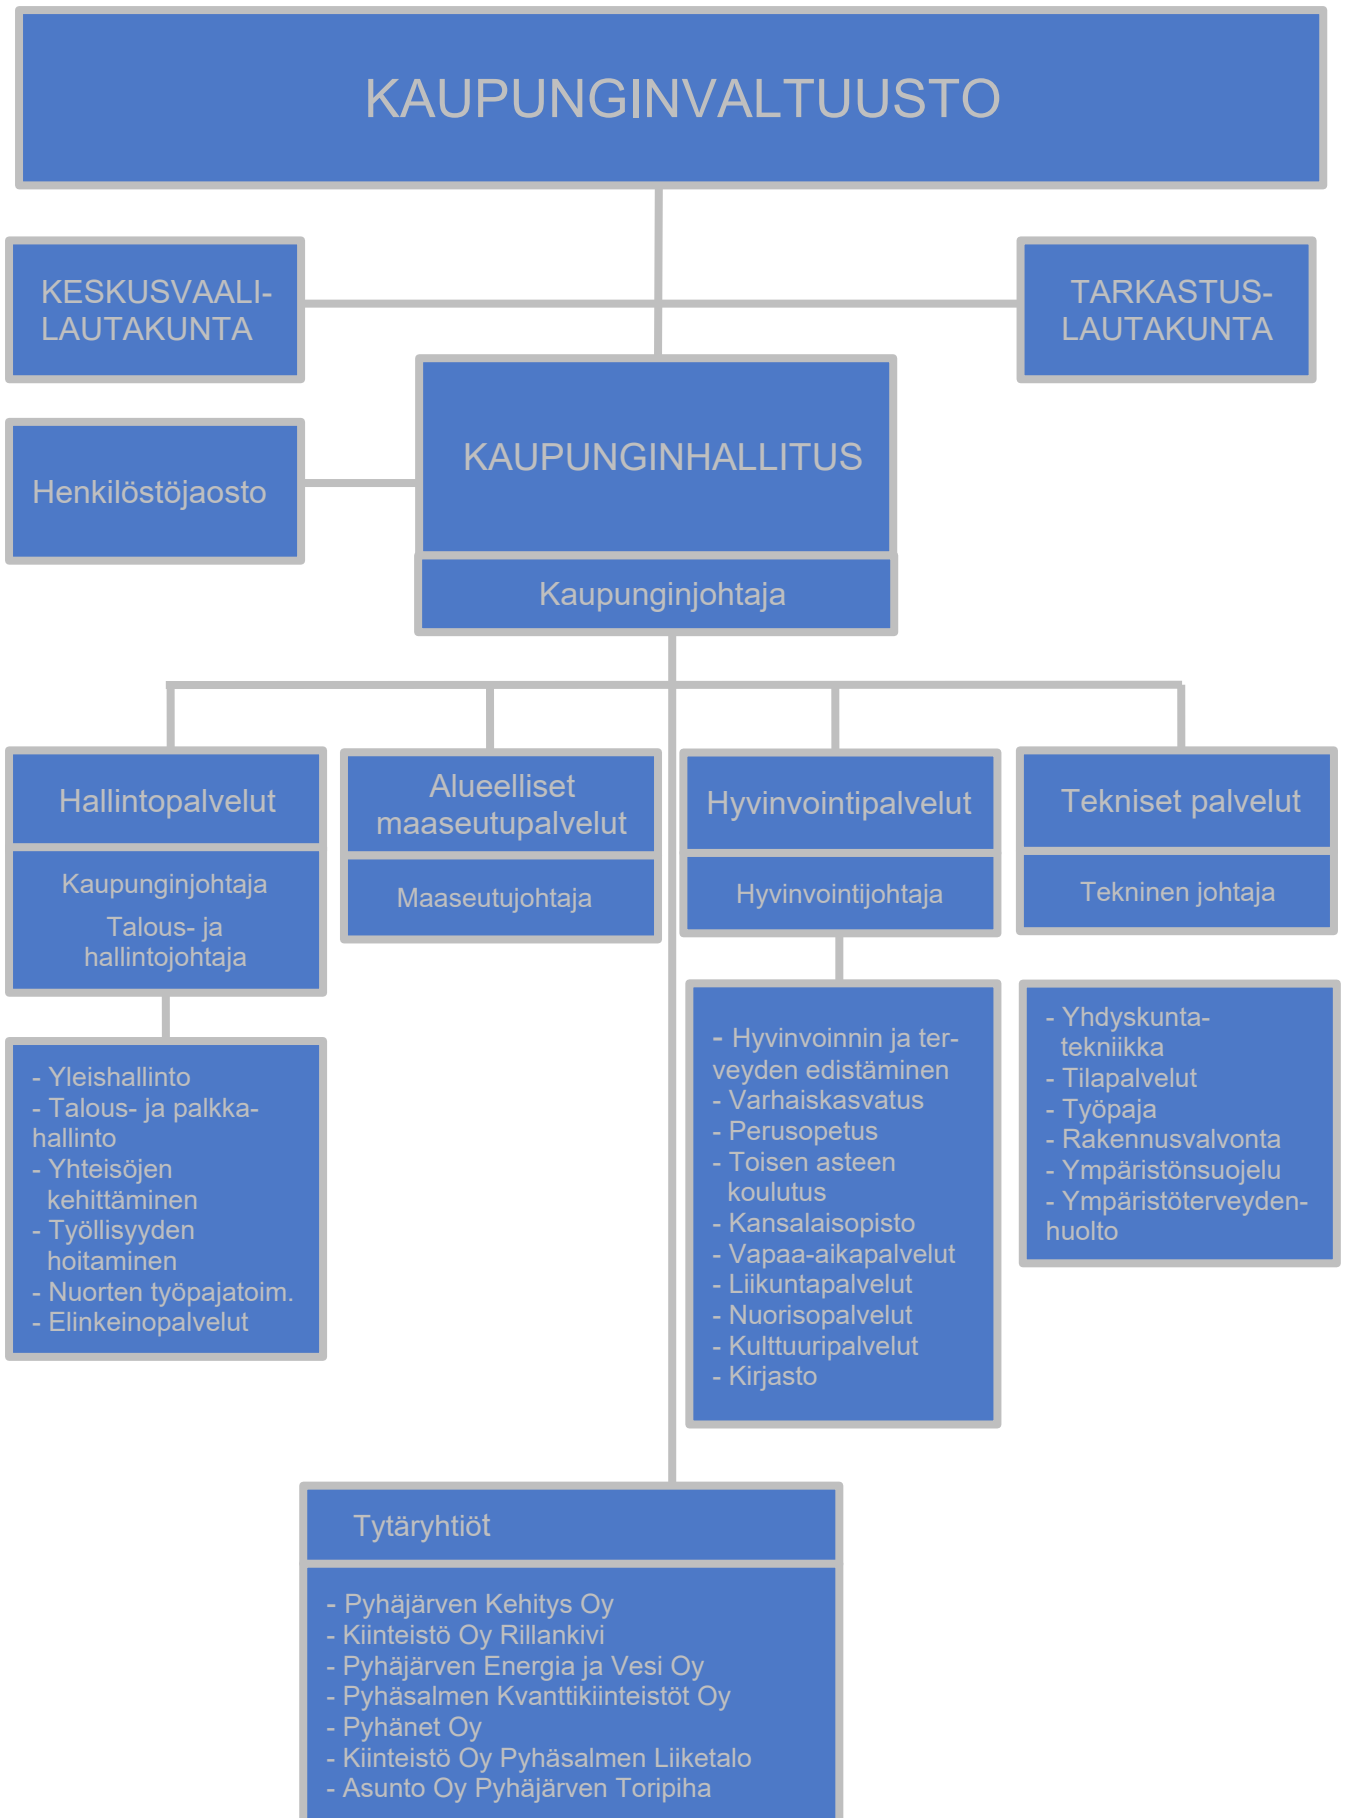 KAUPUNGINVALTUUSTO
KESKUSVAALI-
LAUTAKUNTA
TARKASTUS-
LAUTAKUNTA
KAUPUNGINHALLITUS
Henkilöstöjaosto
Kaupunginjohtaja
Hallintopalvelut
Kaupunginjohtaja
Talous- ja
hallintojohtaja
Alueelliset
maaseutupalvelut
Maaseutujohtaja
Hyvinvointipalvelut
Hyvinvointijohtaja
Tekniset palvelut
Tekninen johtaja
- Yleishallinto
- Talous- ja palkka-
hallinto
- Yhteisöjen
kehittäminen
- Työllisyyden
hoitaminen
- Nuorten työpajatoim.
- Elinkeinopalvelut
- Hyvinvoinnin ja ter-
veyden edistäminen
- Varhaiskasvatus
- Perusopetus
- Toisen asteen
koulutus
- Kansalaisopisto
- Vapaa-aikapalvelut
- Liikuntapalvelut
- Nuorisopalvelut
- Kulttuuripalvelut
- Kirjasto
- Yhdyskunta-
tekniikka
- Tilapalvelut
- Työpaja
- Rakennusvalvonta
- Ympäristönsuojelu
- Ympäristöterveyden-
huolto
Tytäryhtiöt
- Pyhäjärven Kehitys Oy
- Kiinteistö Oy Rillankivi
- Pyhäjärven Energia ja Vesi Oy
- Pyhäsalmen Kvanttikiinteistöt Oy
- Pyhänet Oy
- Kiinteistö Oy Pyhäsalmen Liiketalo
- Asunto Oy Pyhäjärven Toripiha